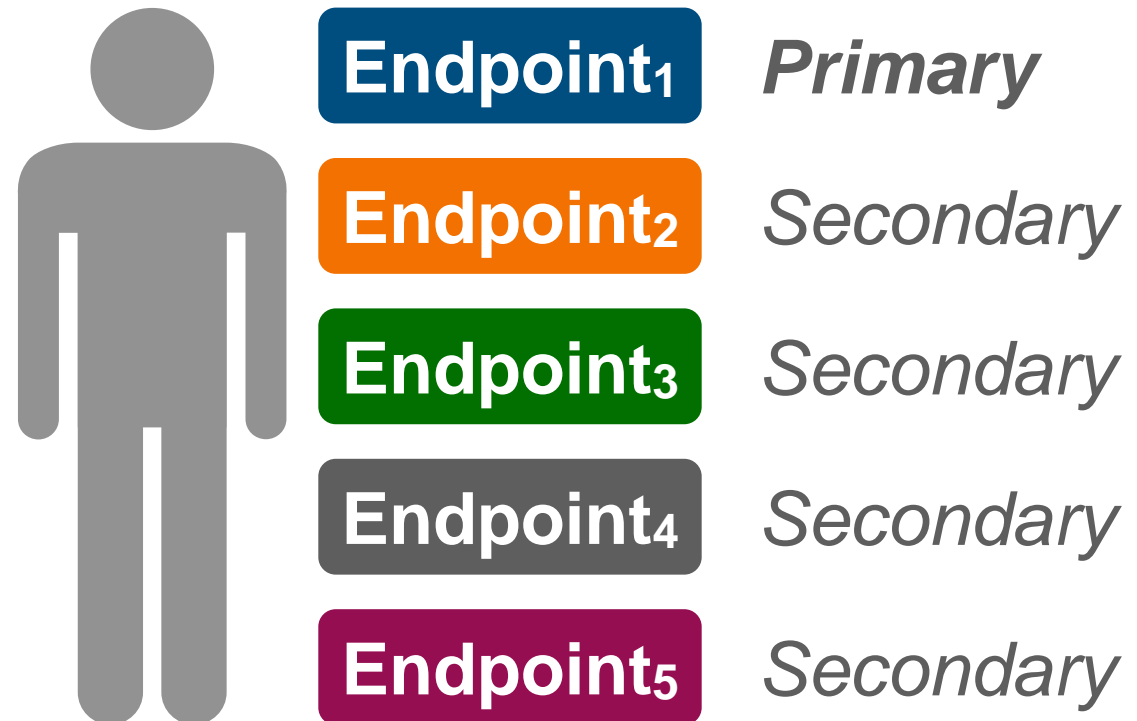 Endpoint₁ Primary
Endpoint₂ Secondary
Endpoint₃ Secondary
Endpoint₄ Secondary
Endpoint₅ Secondary